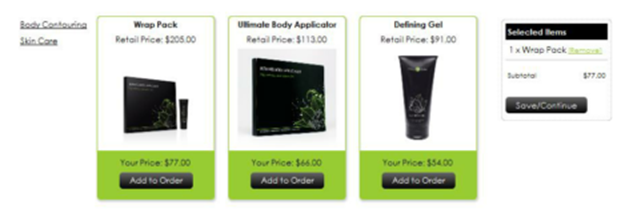 Body Contouring
Skin Care
Wrap Pack
Retail Price: $205.00
Your Price: $77.00
Add to Order
Ultimate Body Applicator
Retail Price: $113.00
Your Price: $66.00
Add to Order
Defining Gel
Retail Price: $91.00
Your Price: $54.00
Add to Order
Selected Items
1 x Wrap Pack (Remove)
Subtotal $77.00
Save/Continue